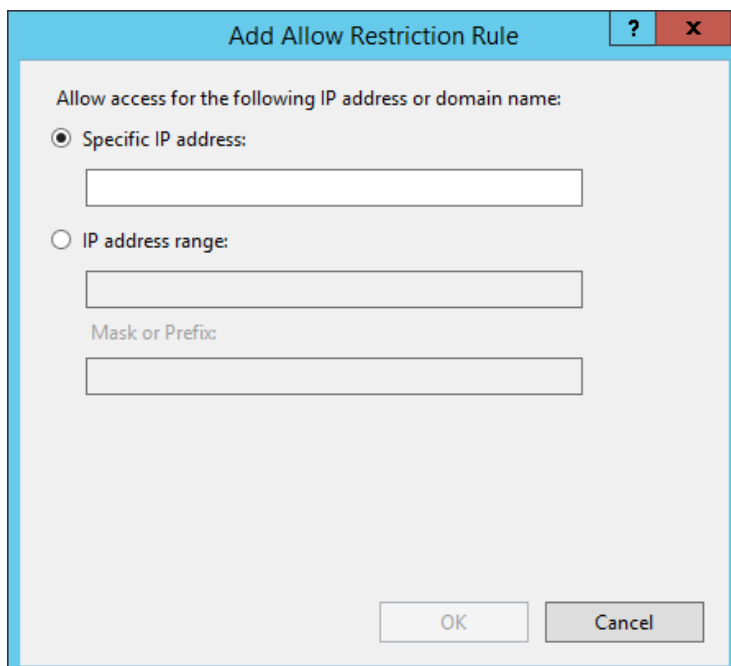 Add Allow Restriction Rule
? x
Allow access for the following IP address or domain name:
Specific IP address:
IP address range:
Mask or Prefix:
OK Cancel